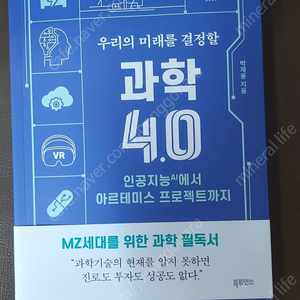 우리의 미래를 결정할
과학
4.0
박재용 지음
인공지능AI에서
아르테미스 프로젝트까지
VR
MZ세대를 위한 과학 필독서
"과학기술의 현재를 알지 못하면
진로도 투자도 성공도 없다."
북루덴스